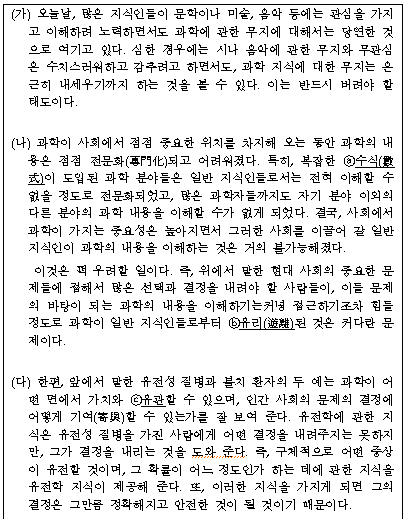 (가) 오늘날, 많은 지식인들이 문학이나 미술, 음악 등에는 관심을 가지
고 이해하려 노력하면서도 과학에 관한 무지에 대해서는 당연한 것
으로 여기고 있다. 심한 경우에는 시나 음악에 관한 무지와 무관심
은 수치스러워하고 감추려고 하면서도, 과학 지식에 대한 무지는 은
근히 내세우기까지 하는 것을 볼 수 있다. 이는 반드시 버려야 할
태도이다.
(나) 과학이 사회에서 점점 중요한 위치를 차지해 오는 동안 과학의 내
용은 점점 전문화(專門化)되고 어려워졌다. 특히, 복잡한 ⓐ수식(數
式)이 도입된 과학 분야들은 일반 지식인들로서는 전혀 이해할 수
없을 정도로 전문화되었고, 많은 과학자들까지도 자기 분야 이외의
다른 분야의 과학 내용을 이해할 수가 없게 되었다. 결국, 사회에서
과학이 가지는 중요성은 높아지면서 그러한 사회를 이끌어 갈 일반
지식인이 과학의 내용을 이해하는 것은 거의 불가능해졌다.
이것은 퍽 우려할 일이다. 즉, 위에서 말한 현대 사회의 중요한 문
제들에 접해서 많은 선택과 결정을 내려야 할 사람들이, 이들 문제
의 바탕이 되는 과학의 내용을 이해하기는커녕 접근하기조차 힘들
정도로 과학이 일반 지식인들로부터 ⓑ유리(遊離)된 것은 커다란 문
제이다.
(다) 한편, 앞에서 말한 유전성 질병과 불치 환자의 두 예는 과학이 어
떤 면에서 가치와 ⓒ유관할 수 있으며, 인간 사회의 문제의 결정에
어떻게 기여(寄與)할 수 있는가를 잘 보여 준다. 유전학에 관한 지
식은 유전성 질병을 가진 사람에게 어떤 결정을 내려주지는 못하지
만, 그가 결정을 내리는 것을 도와 준다. 즉, 구체적으로 어떤 증상
이 유전할 것이며, 그 확률이 어느 정도인가 하는 데에 관한 지식을
유전학 지식이 제공해 준다. 또, 이러한 지식을 가지게 되면 그의
결정은 그만큼 정확해지고 안전한 것이 될 것이기 때문이다.